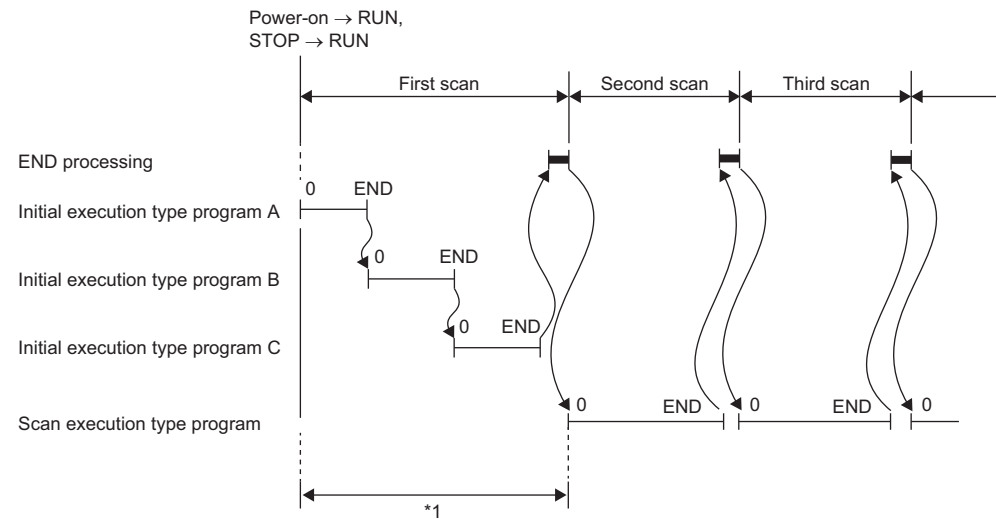 Power-on → RUN,
STOP → RUN
First scan
Second scan
Third scan
END processing
0 END
Initial execution type program A
0 END
Initial execution type program B
0 END
Initial execution type program C
0 END 0 END 0
Scan execution type program
*1